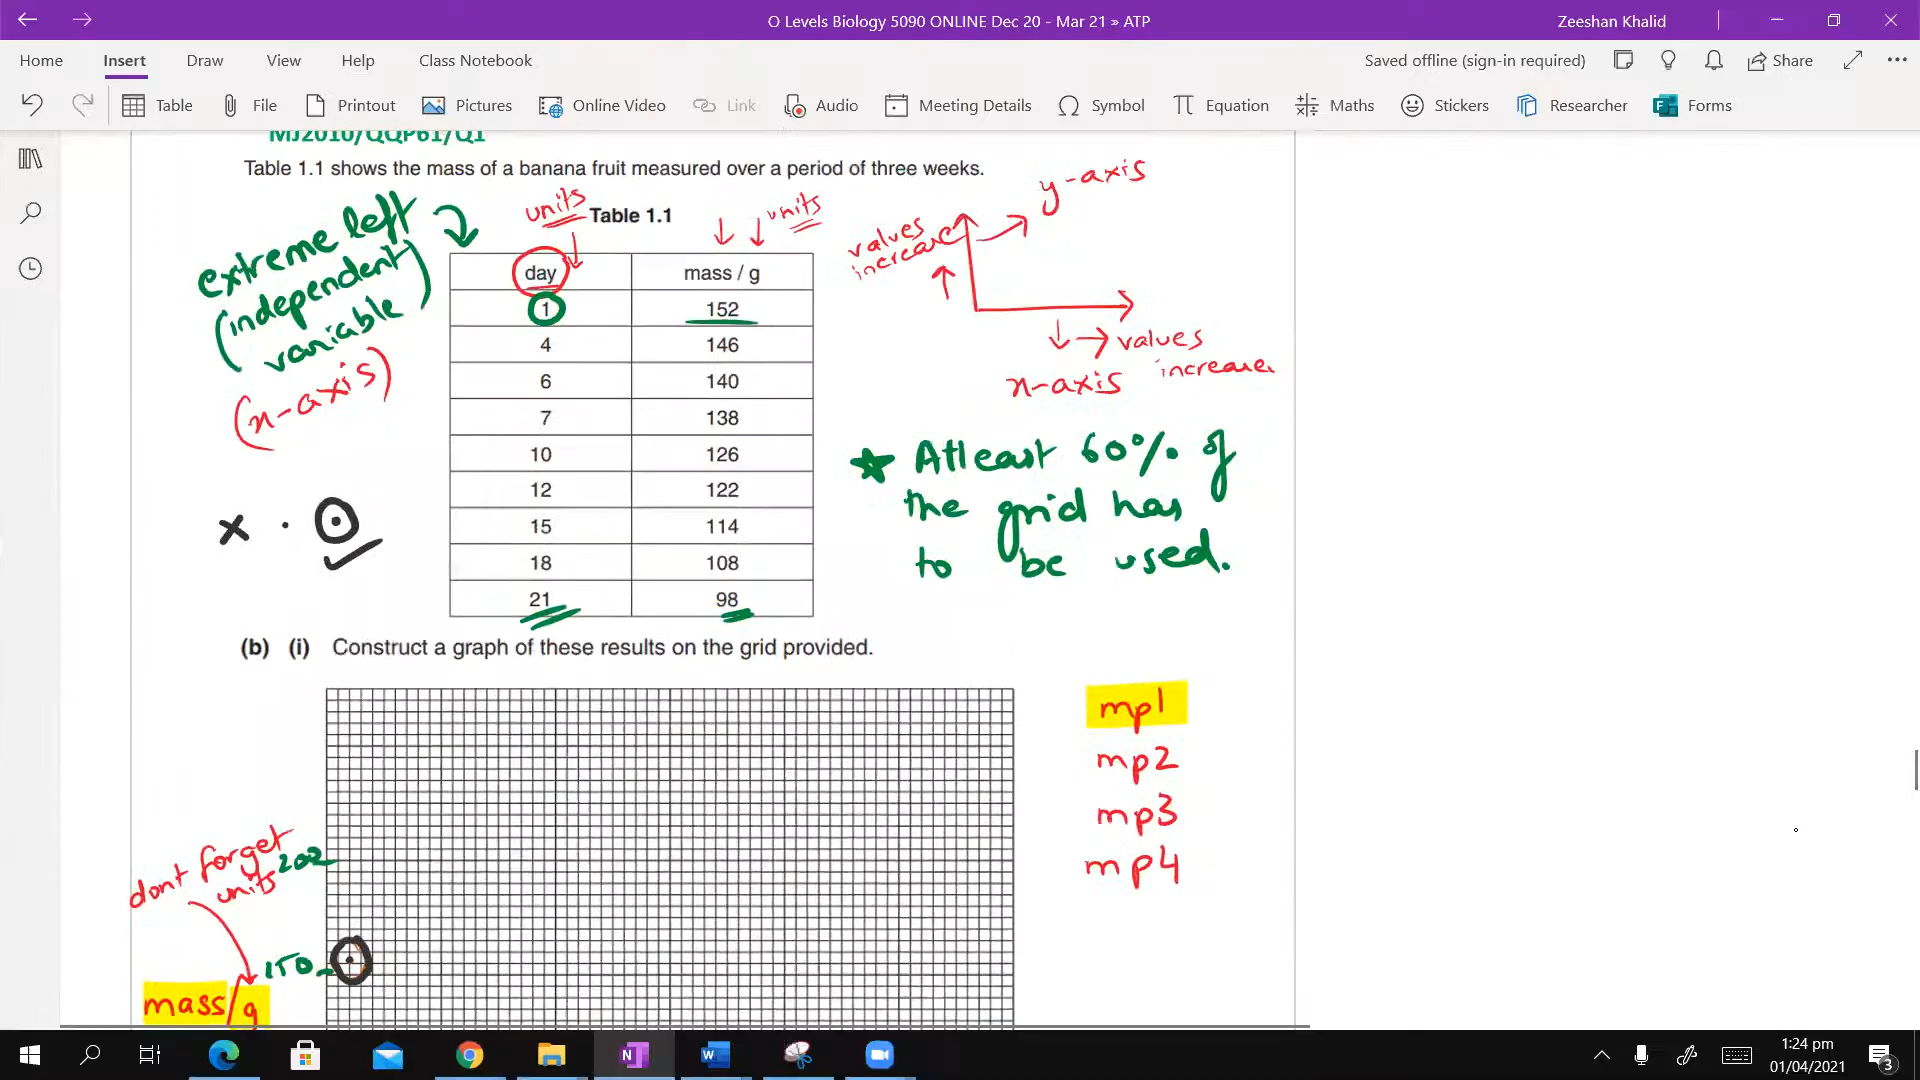 O Levels Biology 5090 ONLINE Dec 20 - Mar 21 » ATP
Zeeshan Khalid
Home Insert Draw View Help Class Notebook
Saved offline (sign-in required) Share
Table File Printout Pictures Online Video Link Audio Meeting Details Symbol Equation Maths Stickers Researcher Forms
MJ2010/QQP61/Q1
Table 1.1 shows the mass of a banana fruit measured over a period of three weeks.
units Table 1.1 units
extreme left
(independent
variable)
(x-axis)
day mass / g
1 152
4 146
6 140
7 138
10 126
12 122
15 114
18 108
21 98
values
increase
y-axis
values
increases
x-axis
Atleast 60% of
the grid has
to be used.
x .
(b) (i) Construct a graph of these results on the grid provided.
mp1
mp2
mp3
mp4
dont forget
units
202
150
mass/g
1:24 pm
01/04/2021
3